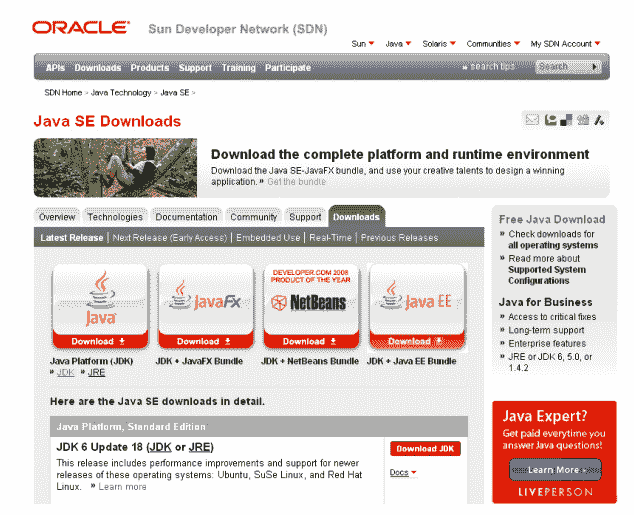 ORACLE Sun Developer Network (SDN)
Sun Java Solaris Communities My SDN Account
APIs Downloads Products Support Training Participate » search tips Search
SDN Home > Java Technology > Java SE >
Java SE Downloads
Download the complete platform and runtime environment
Download the Java SE-JavaFX bundle, and use your creative talents to design a winning
application. » Get the bundle
Overview Technologies Documentation Community Support Downloads
Latest Release | Next Release (Early Access) | Embedded Use | Real-Time | Previous Releases
Java
Download
Java Platform (JDK)
» JDK » JRE
JavaFX
Download
JDK + JavaFX Bundle
DEVELOPER.COM 2008
PRODUCT OF THE YEAR
NetBeans
Download
JDK + NetBeans Bundle
Java EE
Download
JDK + Java EE Bundle
Here are the Java SE downloads in detail.
Java Platform, Standard Edition
JDK 6 Update 18 (JDK or JRE)
This release includes performance improvements and support for newer
releases of these operating systems: Ubuntu, SuSe Linux, and Red Hat
Linux. » Learn more
Download JDK
Docs
Free Java Download
» Check downloads for
all operating systems
» Read more about
Supported System
Configurations
Java for Business
» Access to critical fixes
» Long-term support
» Enterprise features
» JRE or JDK 6, 5.0, or
1.4.2
Java Expert?
Get paid everytime you
answer Java questions!
Learn More
LIVEPERSON